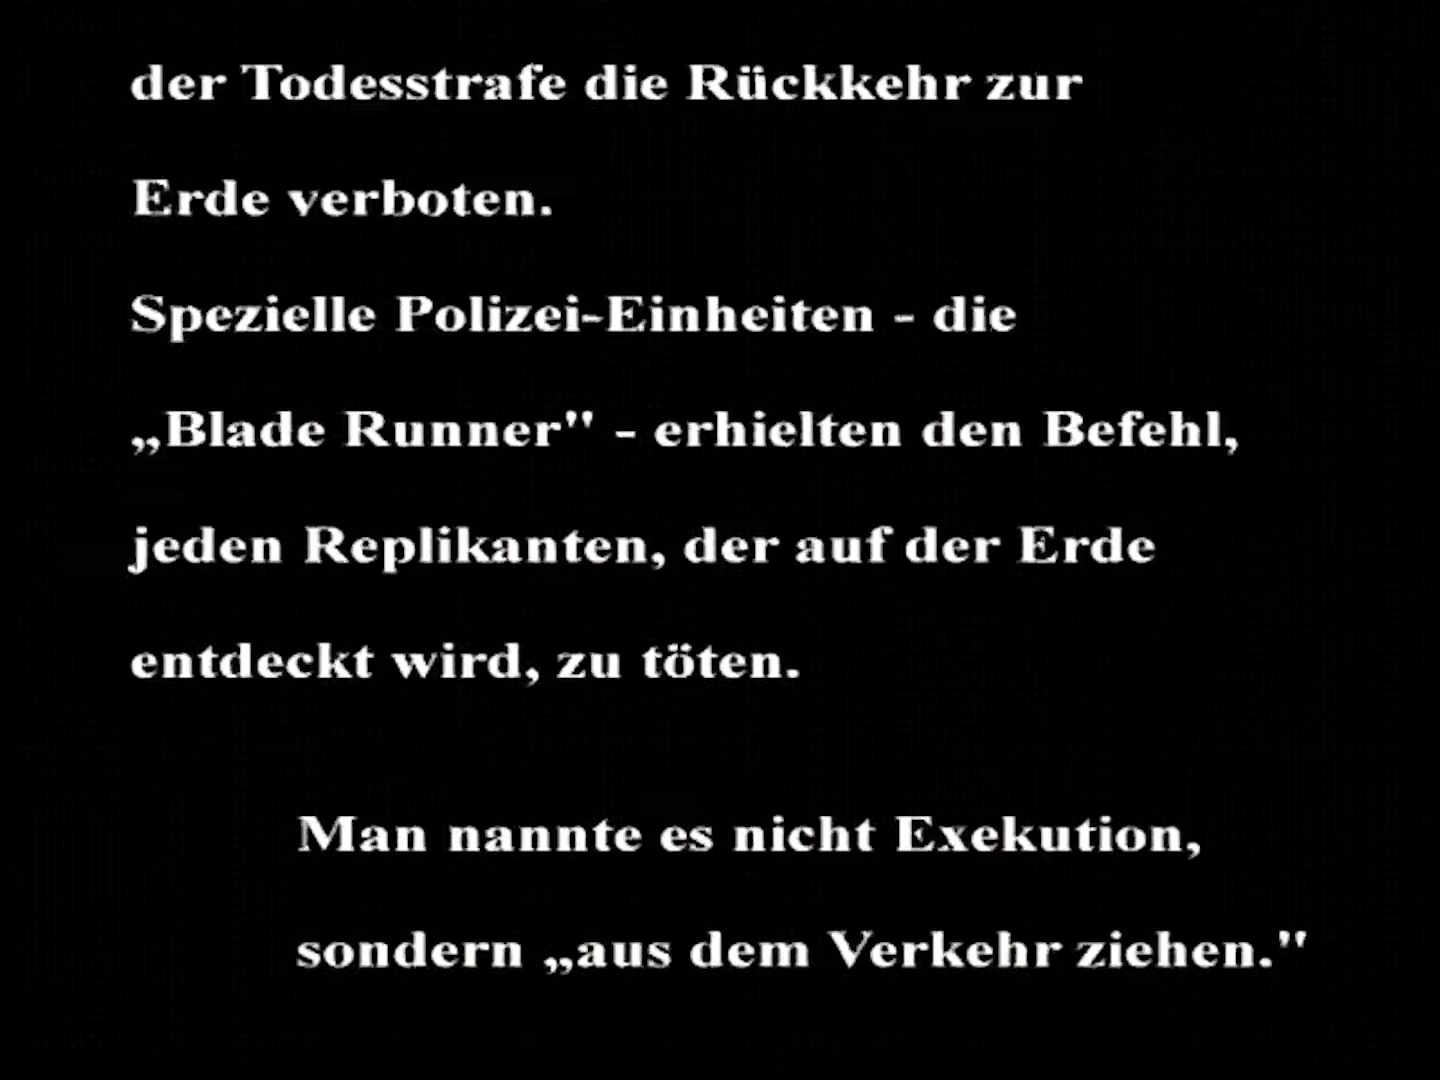 der Todesstrafe die Rückkehr zur
Erde verboten.
Spezielle Polizei-Einheiten - die
„Blade Runner" - erhielten den Befehl,
jeden Replikanten, der auf der Erde
entdeckt wird, zu töten.
Man nannte es nicht Exekution,
sondern „aus dem Verkehr ziehen."